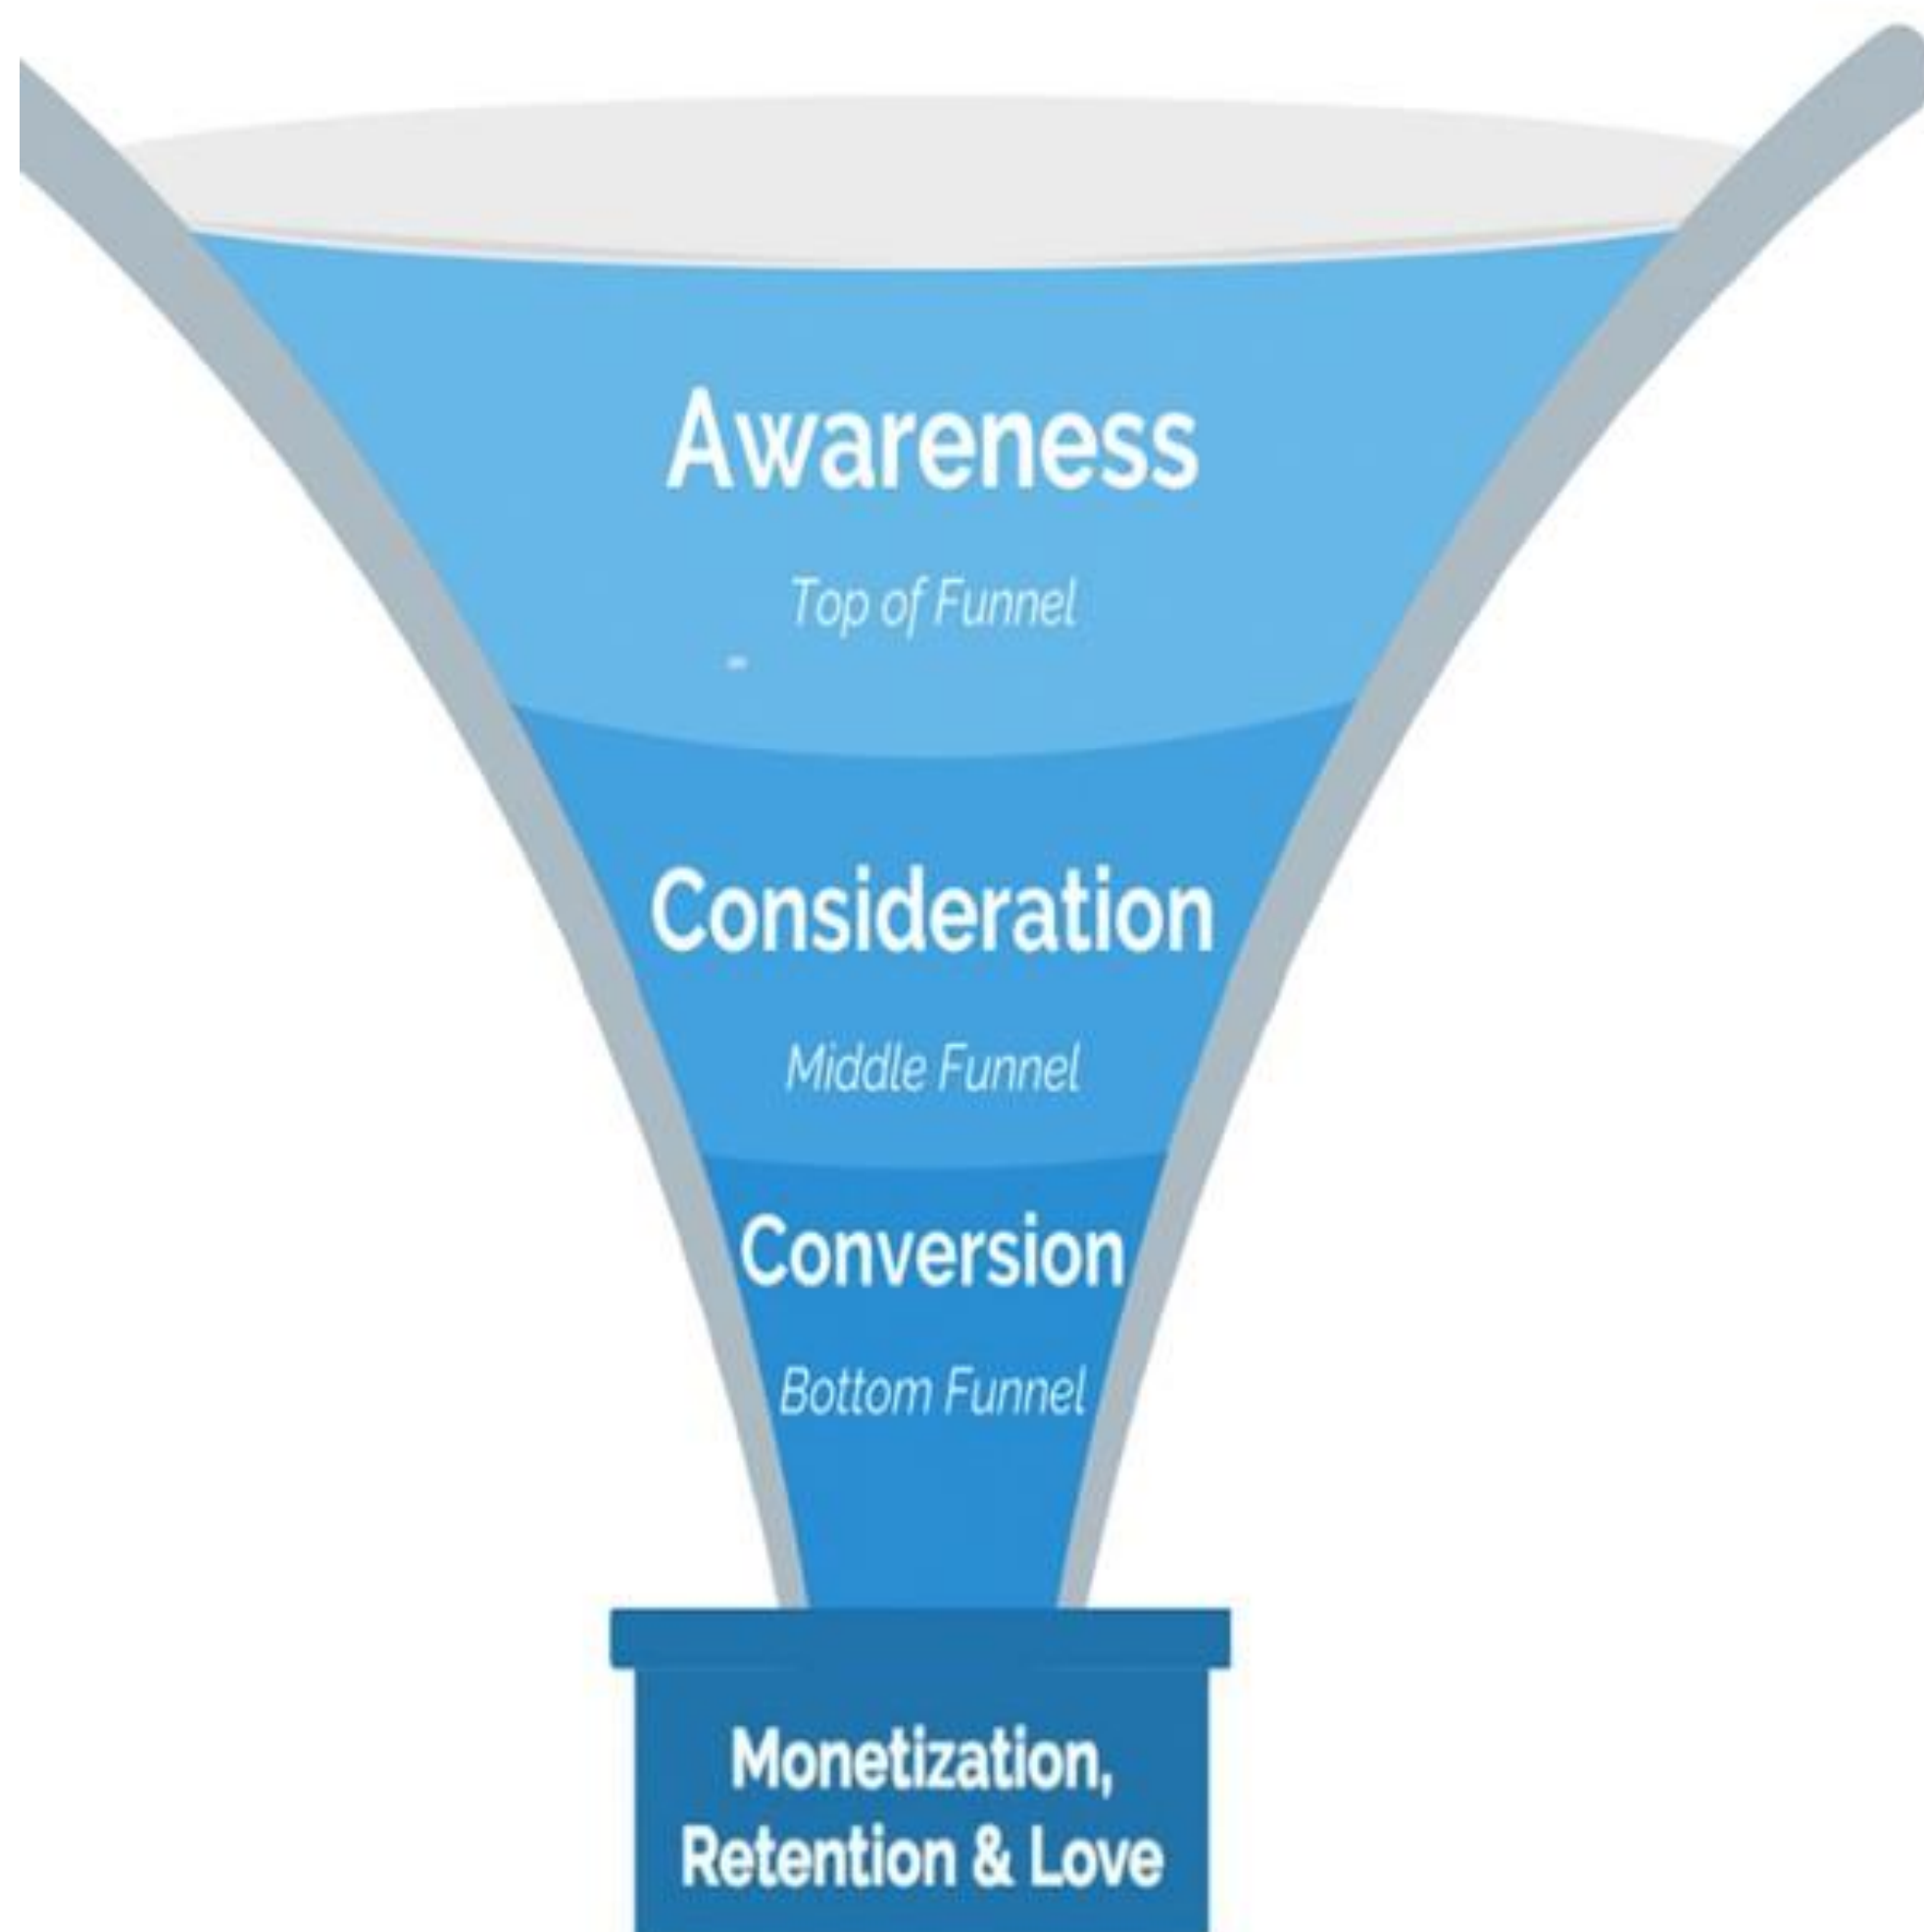 Awareness
Top of Funnel
Consideration
Middle Funnel
Conversion
Bottom Funnel
Monetization,
Retention & Love